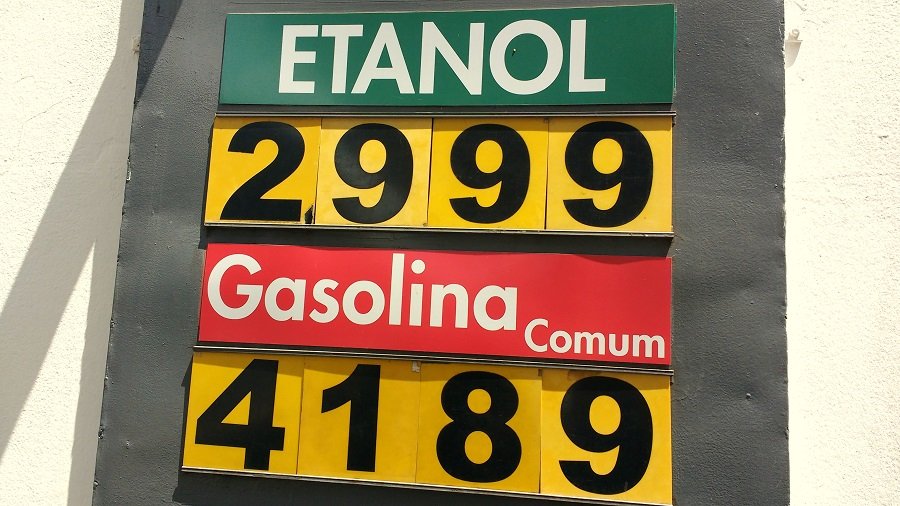 ETANOL
2999
Gasolina Comum
4189